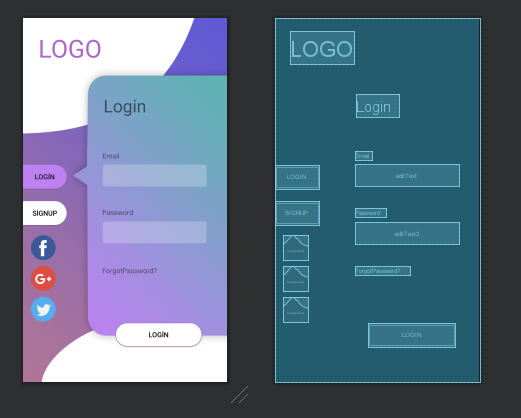 LOGO
Login
Email
LOGİN
Password
SİGNUP
ForgotPassword?
LOGİN
LOGO
Login
Email
LOGIN
editText
SIGNUP
Password
editText2
ForgotPassword?
LOGIN